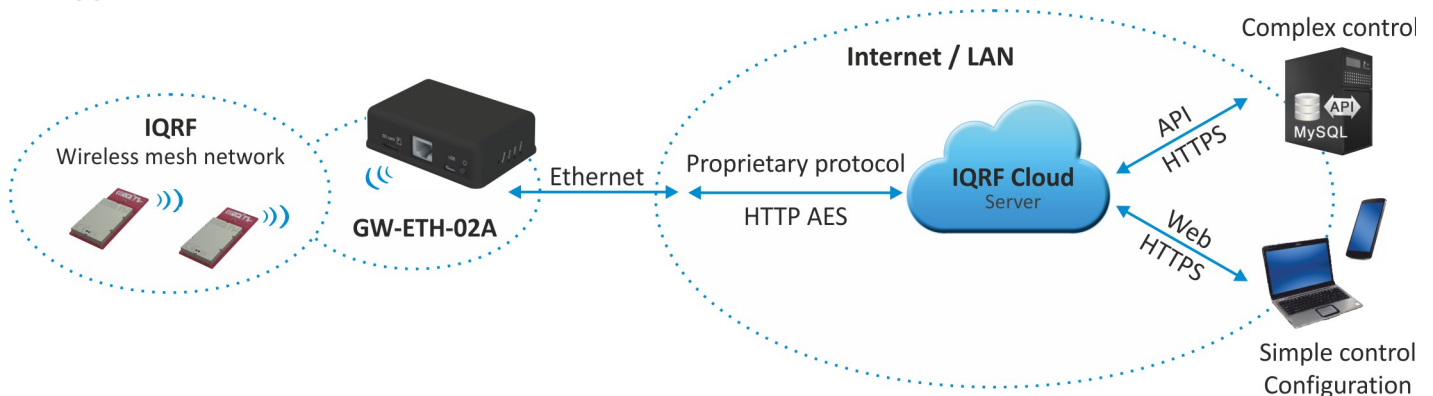 IQRF
Wireless mesh network
GW-ETH-02A
Ethernet
Internet / LAN
Proprietary protocol
HTTP AES
IQRF Cloud
Server
API
HTTPS
Web
HTTPS
Complex control
API
MySQL
Simple control
Configuration